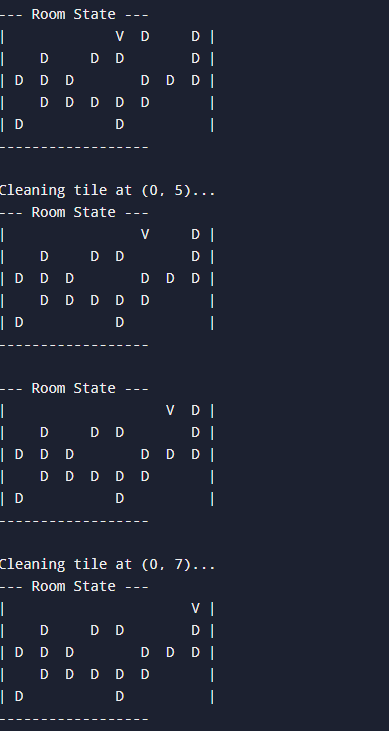 --- Room State ---
|             V  D     D |
|    D     D  D        D |
| D  D  D        D  D  D |
|    D  D  D  D  D       |
| D           D          |
------------------
Cleaning tile at (0, 5)...
--- Room State ---
|                V     D |
|    D     D  D        D |
| D  D  D        D  D  D |
|    D  D  D  D  D       |
| D           D          |
------------------
--- Room State ---
|                   V  D |
|    D     D  D        D |
| D  D  D        D  D  D |
|    D  D  D  D  D       |
| D           D          |
------------------
Cleaning tile at (0, 7)...
--- Room State ---
|                      V |
|    D     D  D        D |
| D  D  D        D  D  D |
|    D  D  D  D  D       |
| D           D          |
------------------